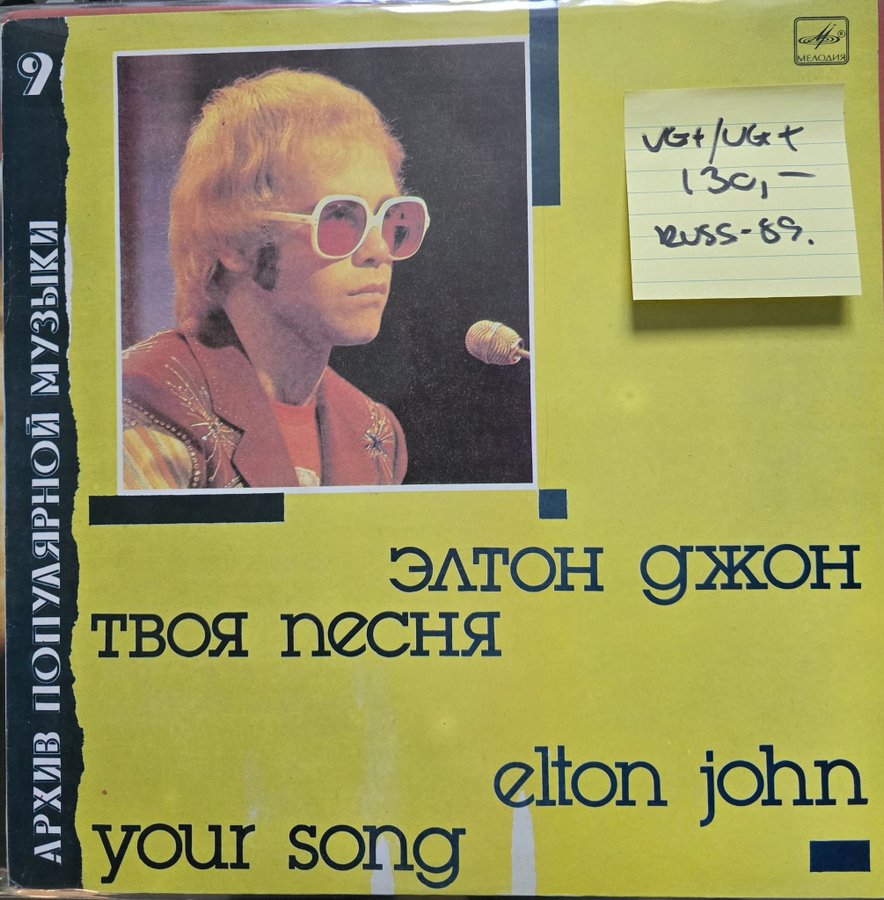 9
АРХИВ ПОПУЛЯРНОЙ МУЗЫКИ
МЕЛОДИЯ
VG+/VG+
130,-
RUSS-89.
элтон джон
твоя песня
elton john
your song